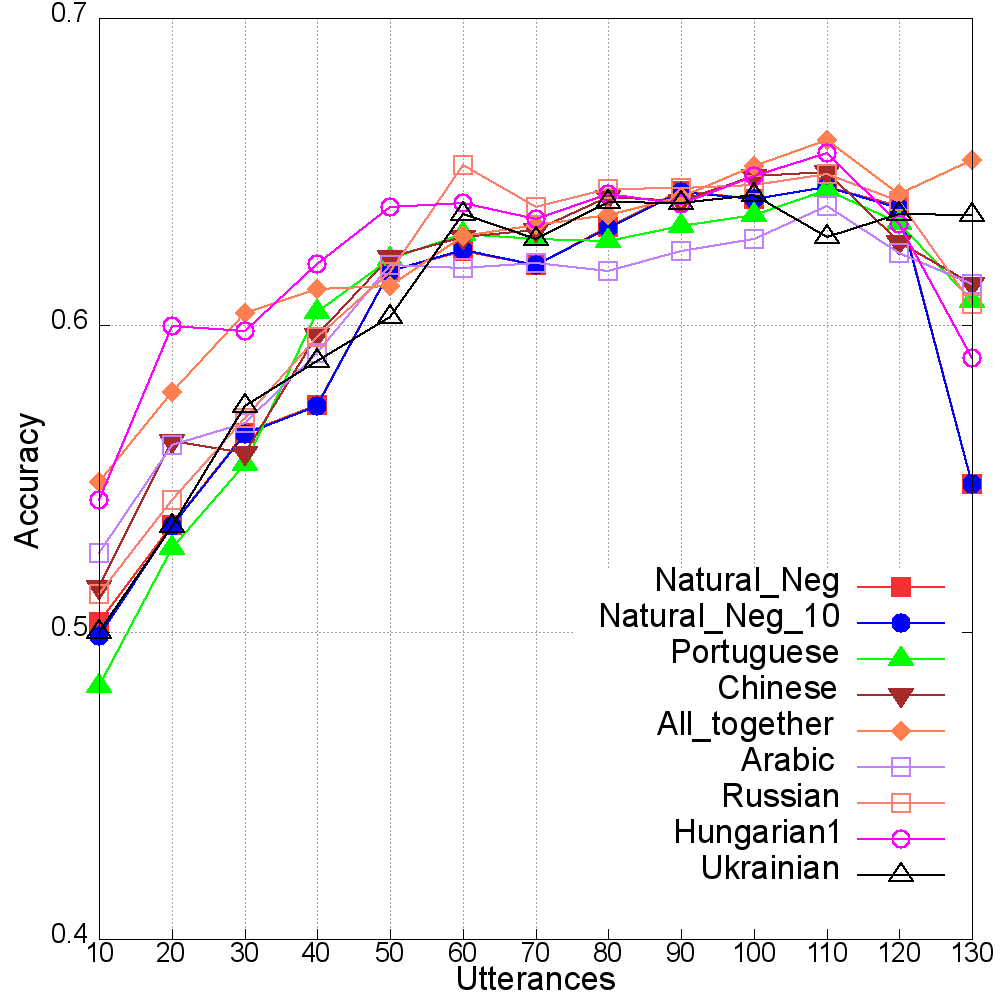 0.7
0.6
0.5
0.4
Accuracy
Natural_Neg
Natural_Neg_10
Portuguese
Chinese
All_together
Arabic
Russian
Hungarian1
Ukrainian
10 20 30 40 50 60 70 80 90 100 110 120 130
Utterances